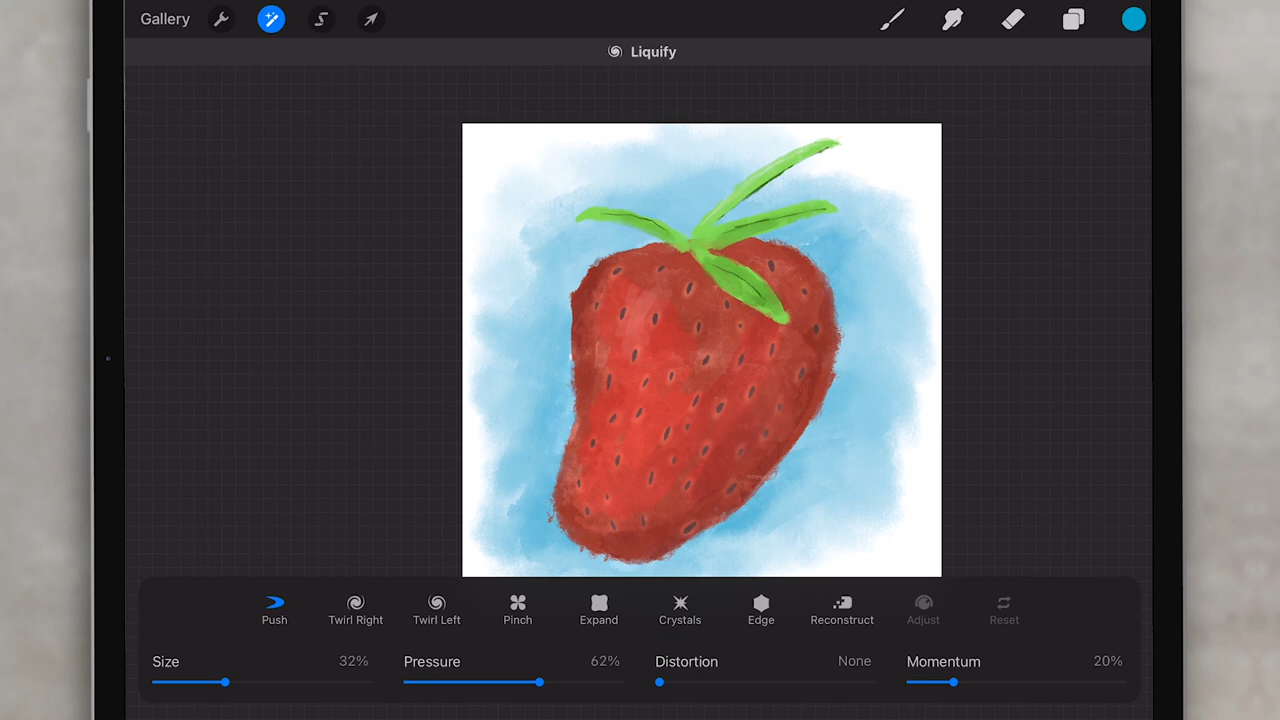 Gallery
Liquify
Push Twirl Right Twirl Left Pinch Expand Crystals Edge Reconstruct Adjust Reset
Size 32% Pressure 62% Distortion None Momentum 20%